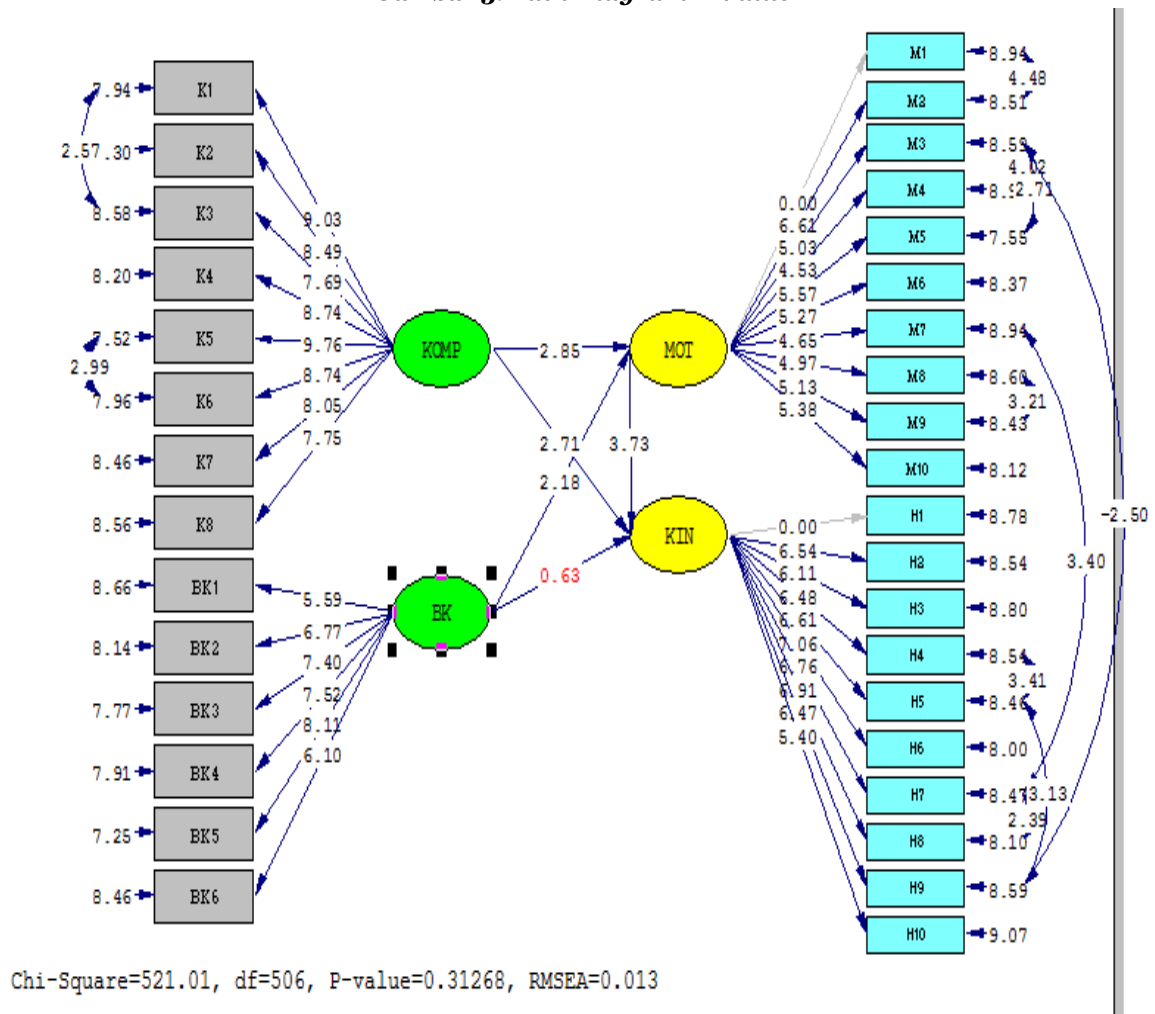 7.94 K1
2.57 7.30 K2
8.58 K3
8.20 K4
7.52 K5
2.99
7.96 K6
8.46 K7
8.56 K8
8.66 BK1
8.14 BK2
7.77 BK3
7.91 BK4
7.25 BK5
8.46 BK6
9.03
8.49
7.69
8.74
9.76
8.74
8.05
7.75
5.59
6.77
7.40
7.52
8.11
6.10
KOMP
BK
2.85
2.71
2.18
3.73
0.63
MOT
KIN
0.00
6.61
5.03
4.53
5.57
5.27
4.65
4.97
5.13
5.38
0.00
6.54
6.11
6.48
6.61
7.06
6.76
6.91
6.47
5.40
M1 8.94
4.48
M2 8.51
M3 8.59
4.02
M4 2.71
M5 7.55
M6 8.37
M7 8.94
M8 8.60
3.21
M9 8.43
M10 8.12
H1 8.78
-2.50
H2 8.54
3.40
H3 8.80
H4 8.54
3.41
H5 8.46
H6 8.00
H7 8.47 3.13
2.39
H8 8.10
H9 8.59
H10 9.07
Chi-Square=521.01, df=506, P-value=0.31268, RMSEA=0.013